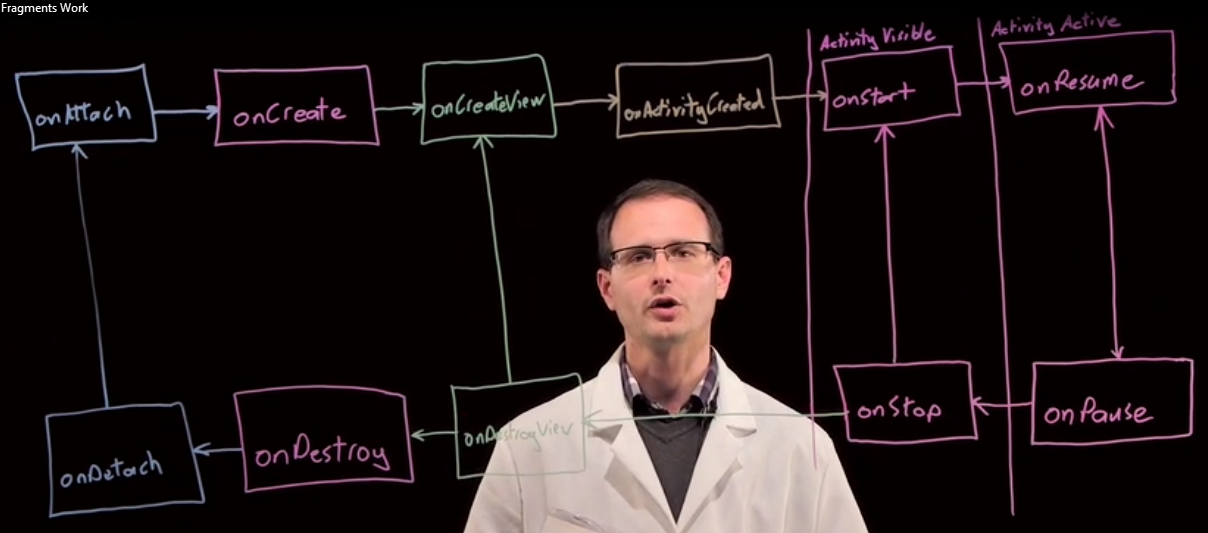 Fragments Work
Activity Visible
Activity Active
onAttach
onCreate
onCreateView
onActivityCreated
onStart
onResume
onDetach
onDestroy
onDestroyView
onStop
onPause